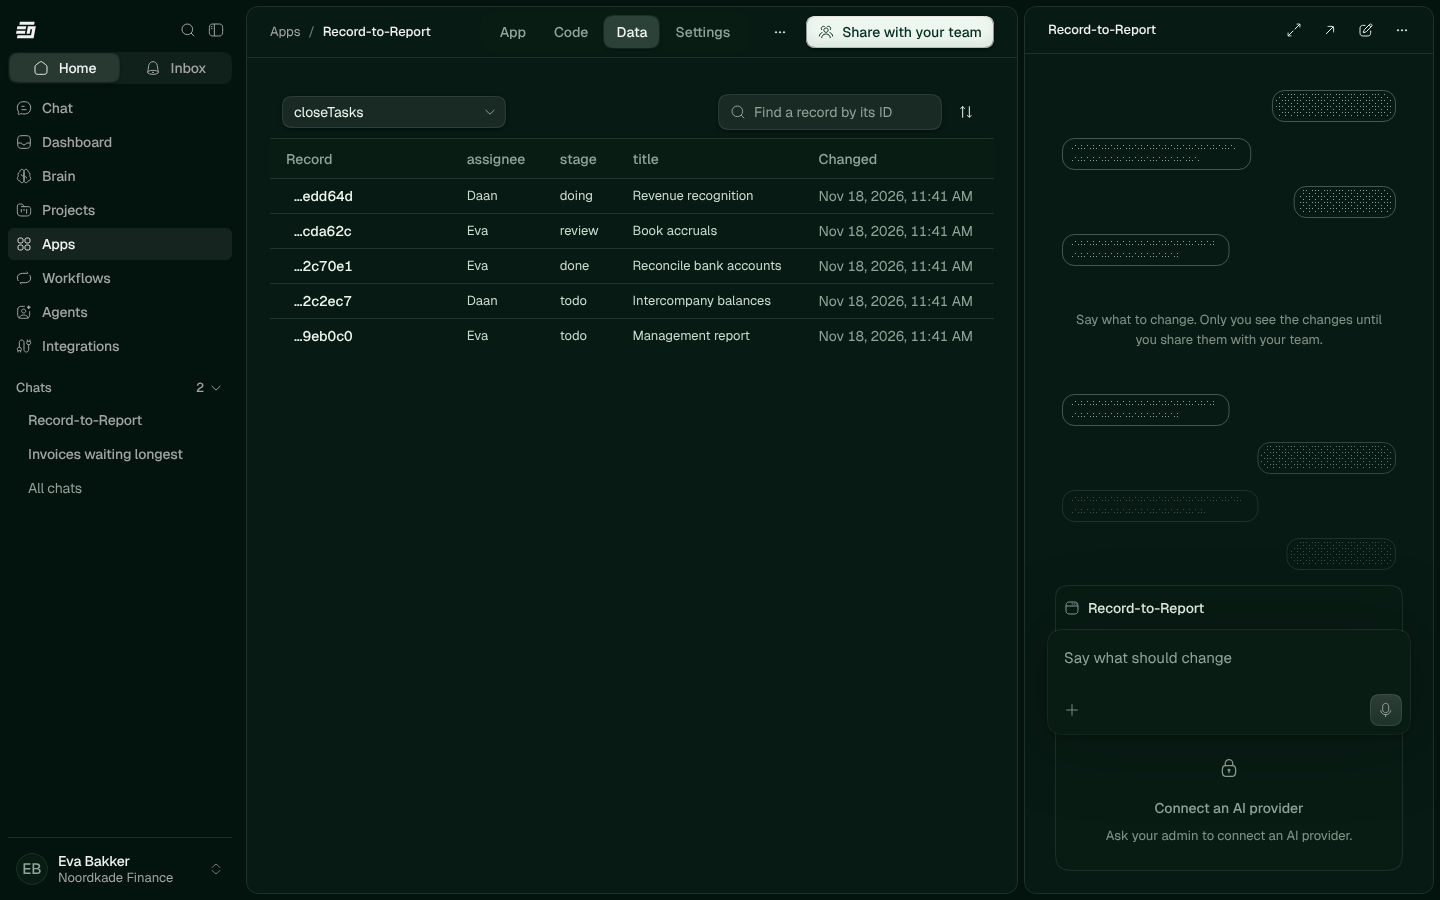 Home
Inbox
Chat
Dashboard
Brain
Projects
Apps
Workflows
Agents
Integrations
Chats 2
Record-to-Report
Invoices waiting longest
All chats
EB
Eva Bakker
Noordkade Finance
Apps / Record-to-Report
App
Code
Data
Settings
Share with your team
closeTasks
Find a record by its ID
Record assignee stage title Changed
…edd64d Daan doing Revenue recognition Nov 18, 2026, 11:41 AM
…cda62c Eva review Book accruals Nov 18, 2026, 11:41 AM
…2c70e1 Eva done Reconcile bank accounts Nov 18, 2026, 11:41 AM
…2c2ec7 Daan todo Intercompany balances Nov 18, 2026, 11:41 AM
…9eb0c0 Eva todo Management report Nov 18, 2026, 11:41 AM
Record-to-Report
Say what to change. Only you see the changes until
you share them with your team.
Record-to-Report
Say what should change
Connect an AI provider
Ask your admin to connect an AI provider.